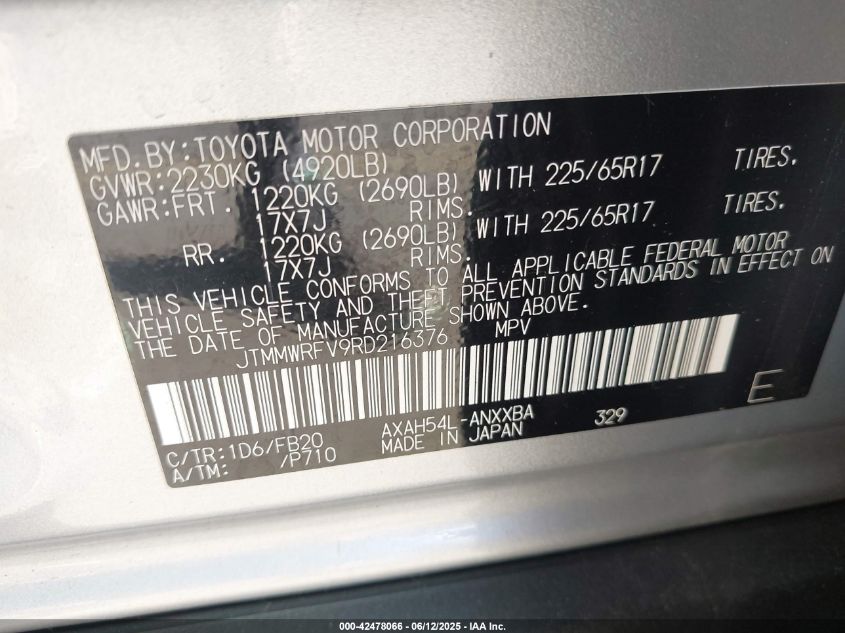 MFD. BY: TOYOTA MOTOR CORPORATION
GVWR: 2230KG (4920LB)
GAWR: FRT. 1220KG (2690LB) WITH 225/65R17 TIRES.
17X7J RIMS.
RR. 1220KG (2690LB) WITH 225/65R17 TIRES.
17X7J RIMS.
THIS VEHICLE CONFORMS TO ALL APPLICABLE FEDERAL MOTOR
VEHICLE SAFETY AND THEFT PREVENTION STANDARDS IN EFFECT ON
THE DATE OF MANUFACTURE SHOWN ABOVE.
JTMMWRFV9RD216376 MPV
E
C/TR: 1D6/FB20 AXAH54L-ANXXBA 329
A/TM: /P710 MADE IN JAPAN
000-42478066 - 06/12/2025 - IAA Inc.